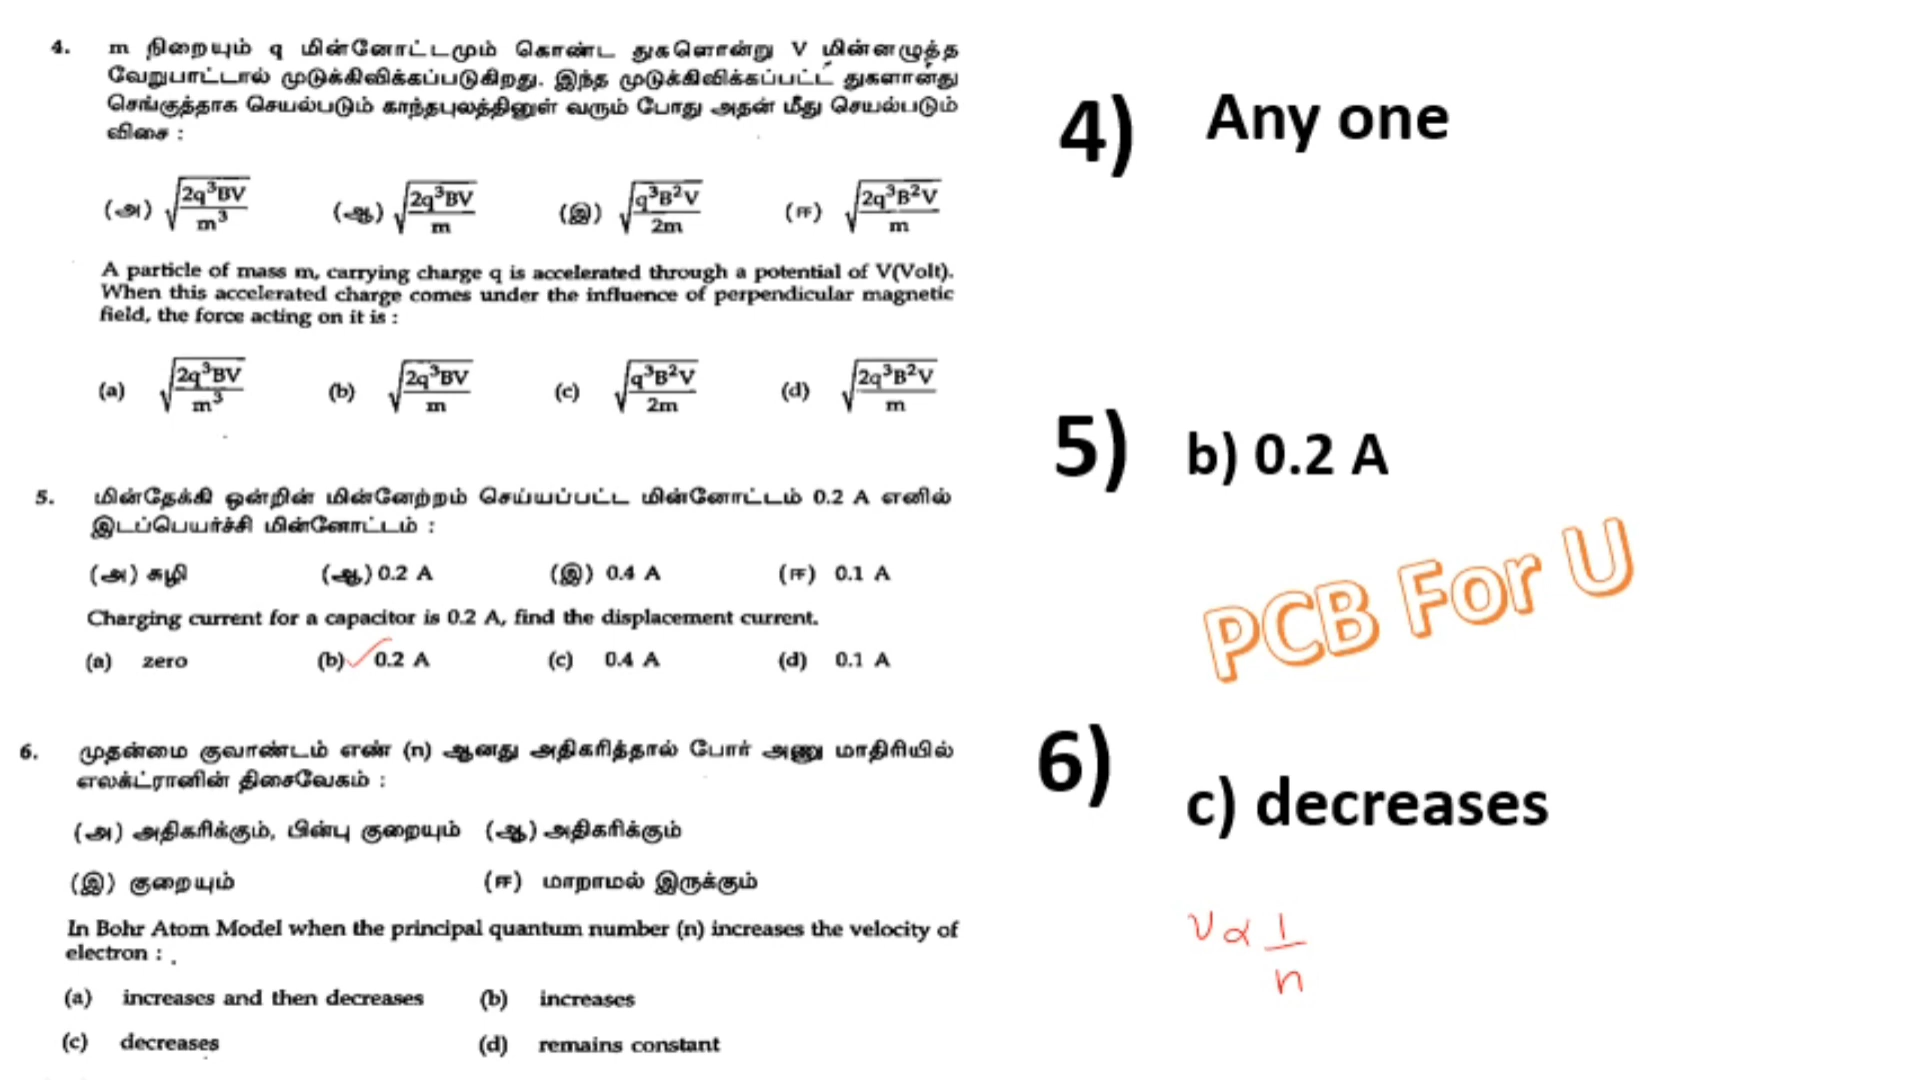 4. m நிறையும் q மின்னோட்டமும் கொண்ட துகளொன்று V மின்னழுத்த
வேறுபாட்டால் முடுக்கிவிக்கப்படுகிறது. இந்த முடுக்கிவிக்கப்பட்ட துகளானது
செங்குத்தாக செயல்படும் காந்தபுலத்தினுள் வரும் போது அதன் மீது செயல்படும்
விசை :
(அ) √(2q³BV/m³) (ஆ) √(2q³BV/m) (இ) √(q³B²V/2m) (ஈ) √(2q³B²V/m)
A particle of mass m, carrying charge q is accelerated through a potential of V(Volt).
When this accelerated charge comes under the influence of perpendicular magnetic
field, the force acting on it is :
(a) √(2q³BV/m³) (b) √(2q³BV/m) (c) √(q³B²V/2m) (d) √(2q³B²V/m)
5. மின்தேக்கி ஒன்றின் மின்னேற்றம் செய்யப்பட்ட மின்னோட்டம் 0.2 A எனில்
இடப்பெயர்ச்சி மின்னோட்டம் :
(அ) சுழி (ஆ) 0.2 A (இ) 0.4 A (ஈ) 0.1 A
Charging current for a capacitor is 0.2 A, find the displacement current.
(a) zero (b) 0.2 A (c) 0.4 A (d) 0.1 A
6. முதன்மை குவாண்டம் எண் (n) ஆனது அதிகரித்தால் போர் அணு மாதிரியில்
எலக்ட்ரானின் திசைவேகம் :
(அ) அதிகரிக்கும், பின்பு குறையும் (ஆ) அதிகரிக்கும்
(இ) குறையும் (ஈ) மாறாமல் இருக்கும்
In Bohr Atom Model when the principal quantum number (n) increases the velocity of
electron :
(a) increases and then decreases (b) increases
(c) decreases (d) remains constant
4) Any one
5) b) 0.2 A
PCB For U
6)
c) decreases
v ∝ 1/n